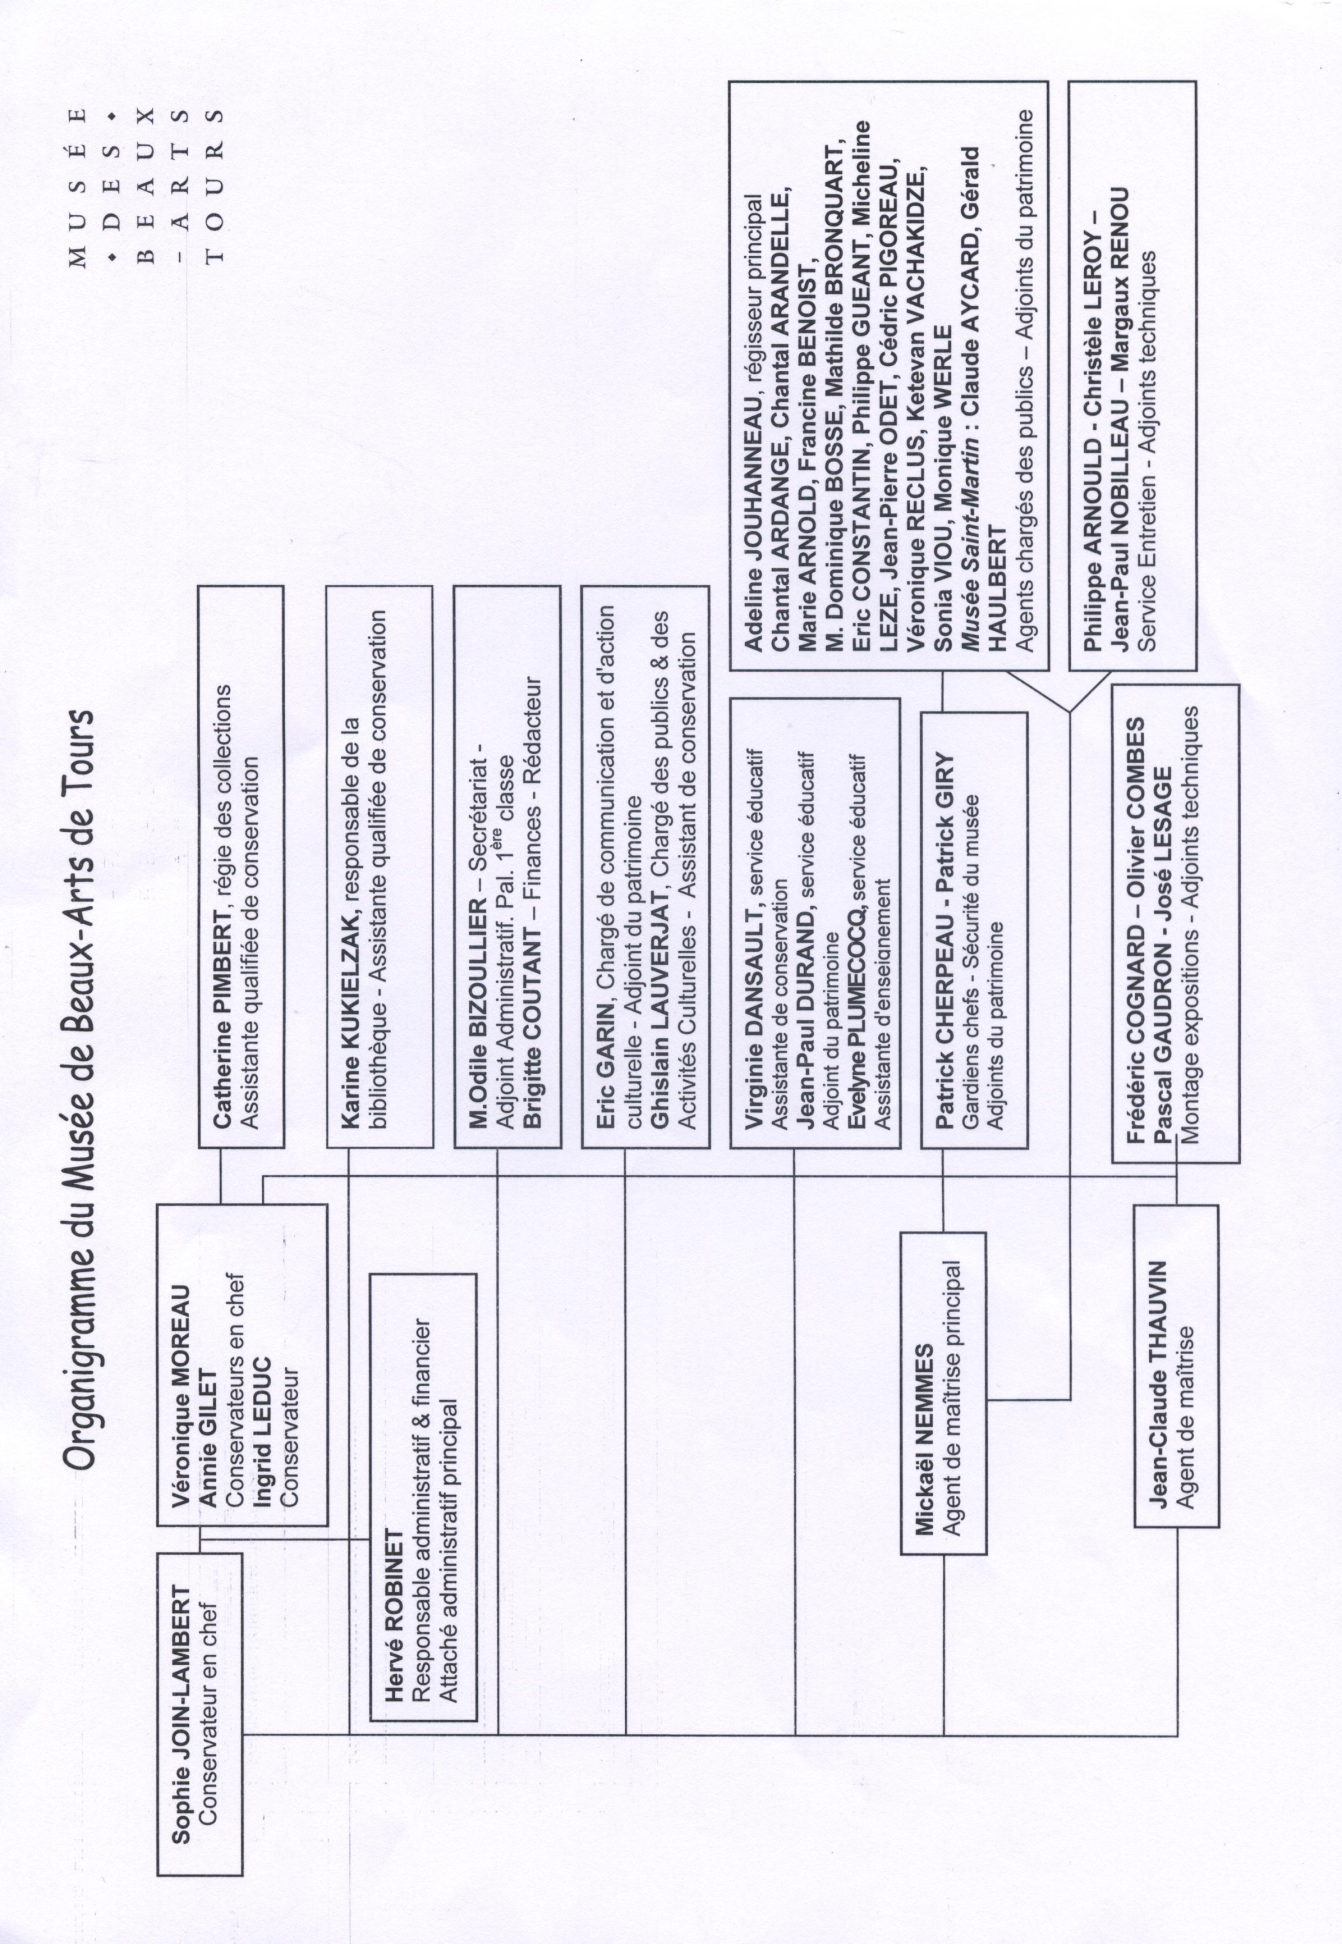 Organigramme du Musée de Beaux-Arts de Tours
MUSÉE
◆ DES ◆
BEAUX
- ARTS
TOURS
Sophie JOIN-LAMBERT
Conservateur en chef
Véronique MOREAU
Annie GILET
Conservateurs en chef
Ingrid LEDUC
Conservateur
Hervé ROBINET
Responsable administratif & financier
Attaché administratif principal
Catherine PIMBERT, régie des collections
Assistante qualifiée de conservation
Karine KUKIELZAK, responsable de la
bibliothèque - Assistante qualifiée de conservation
M.Odile BIZOULLIER – Secrétariat -
Adjoint Administratif. Pal. 1ère classe
Brigitte COUTANT – Finances - Rédacteur
Eric GARIN, Chargé de communication et d'action
culturelle - Adjoint du patrimoine
Ghislain LAUVERJAT, Chargé des publics & des
Activités Culturelles - Assistant de conservation
Virginie DANSAULT, service éducatif
Assistante de conservation
Jean-Paul DURAND, service éducatif
Adjoint du patrimoine
Evelyne PLUMECOCQ, service éducatif
Assistante d'enseignement
Mickaël NEMMES
Agent de maîtrise principal
Patrick CHERPEAU - Patrick GIRY
Gardiens chefs - Sécurité du musée
Adjoints du patrimoine
Adeline JOUHANNEAU, régisseur principal
Chantal ARDANGE, Chantal ARANDELLE,
Marie ARNOLD, Francine BENOIST,
M. Dominique BOSSE, Mathilde BRONQUART,
Eric CONSTANTIN, Philippe GUEANT, Micheline
LEZE, Jean-Pierre ODET, Cédric PIGOREAU,
Véronique RECLUS, Ketevan VACHAKIDZE,
Sonia VIOU, Monique WERLE
Musée Saint-Martin : Claude AYCARD, Gérald
HAULBERT
Agents chargés des publics – Adjoints du patrimoine
Philippe ARNOULD - Christèle LEROY –
Jean-Paul NOBILLEAU – Margaux RENOU
Service Entretien - Adjoints techniques
Jean-Claude THAUVIN
Agent de maîtrise
Frédéric COGNARD – Olivier COMBES
Pascal GAUDRON - José LESAGE
Montage expositions - Adjoints techniques